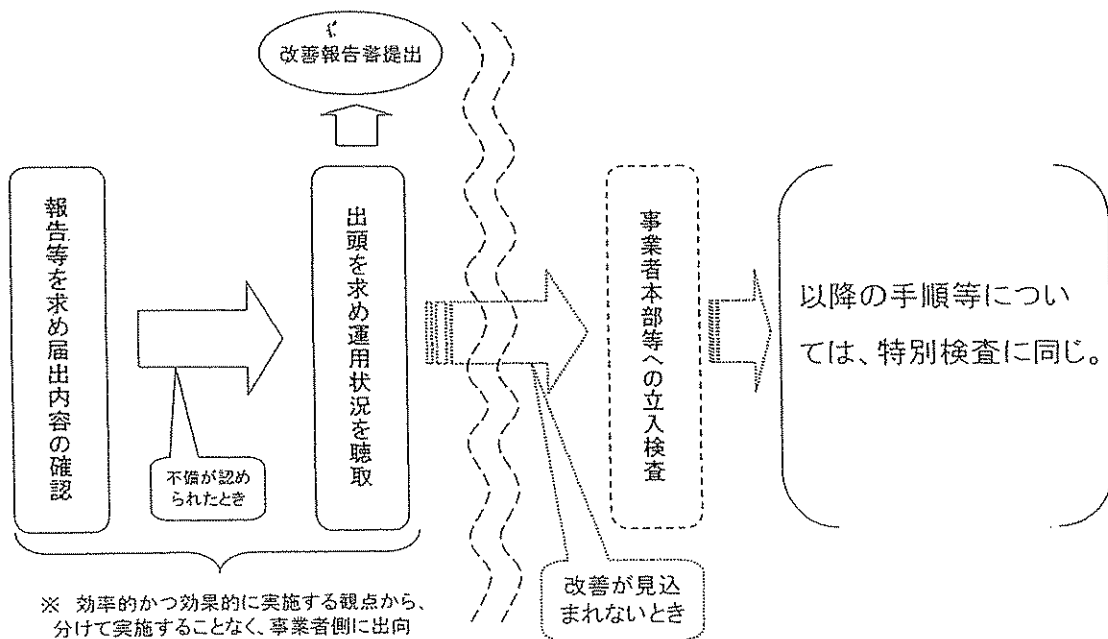 改善報告書提出
報告等を求め届出内容の確認
不備が認め
られたとき
出頭を求め運用状況を聴取
改善が見込
まれないとき
事業者本部等への立入検査
以降の手順等につい
ては、特別検査に同じ。
※ 効率的かつ効果的に実施する観点から、
分けて実施することなく、事業者側に出向